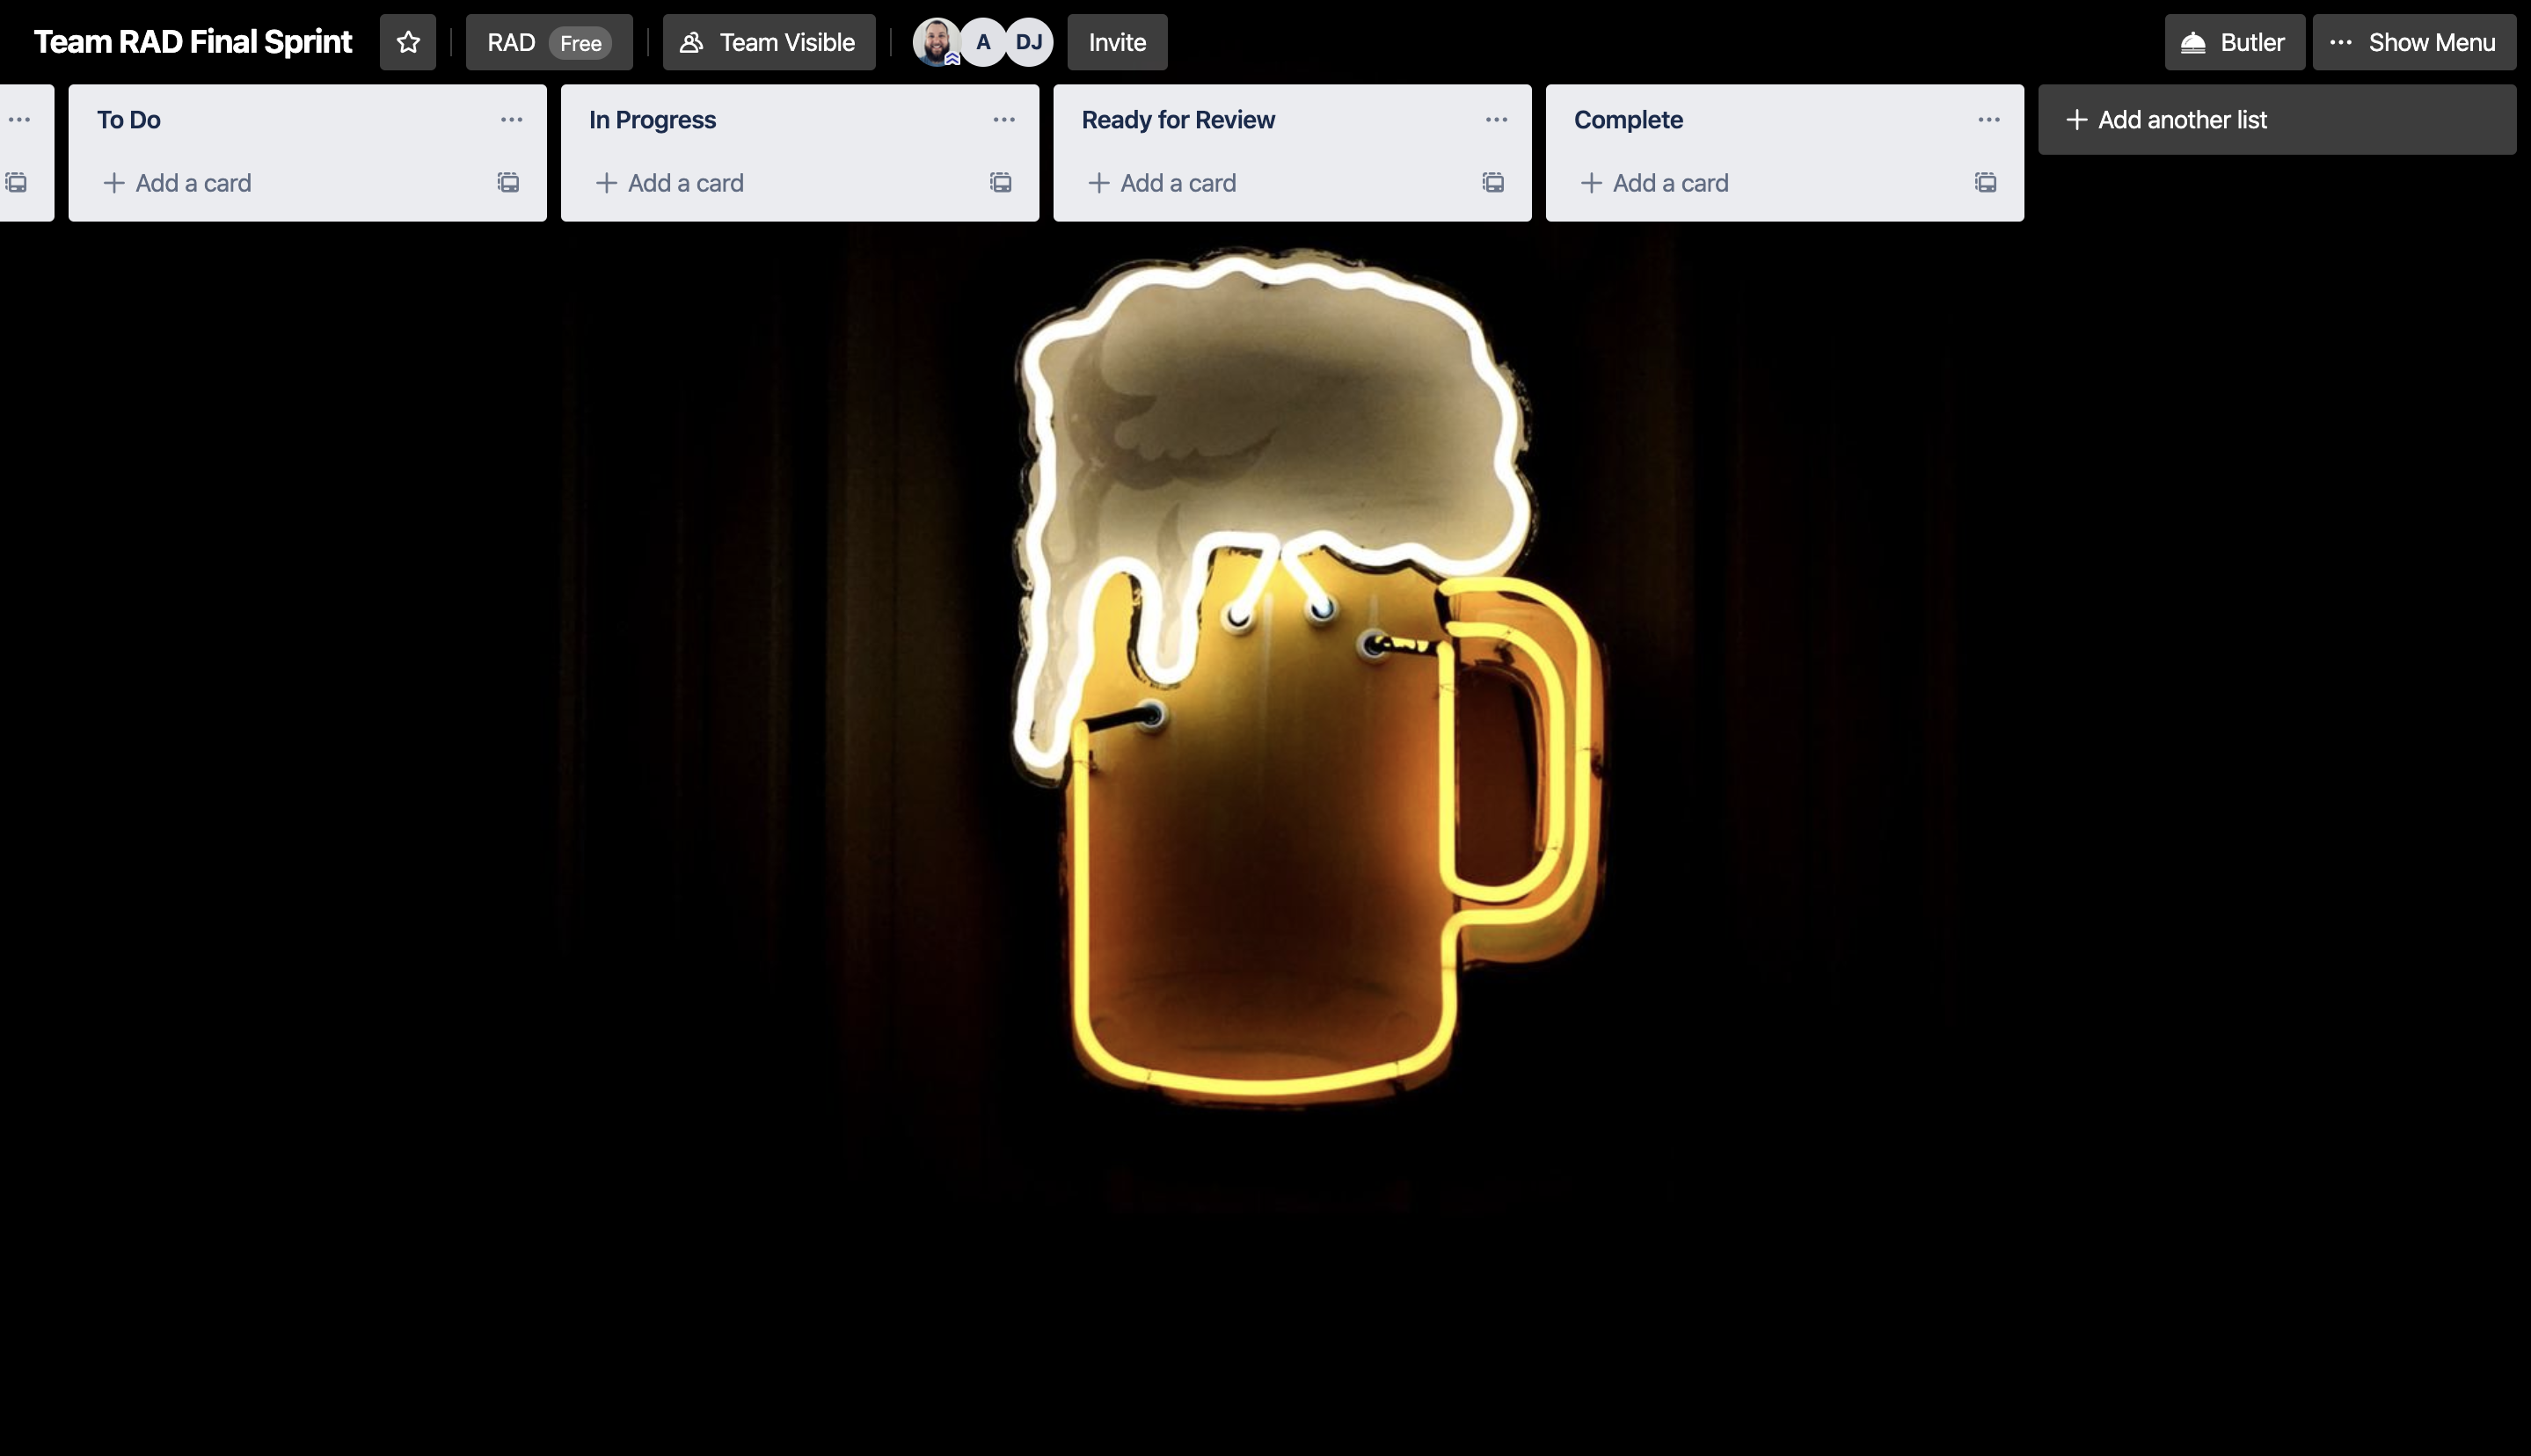 Team RAD Final Sprint RAD Free Team Visible A DJ Invite Butler Show Menu
To Do In Progress Ready for Review Complete Add another list
Add a card Add a card Add a card Add a card